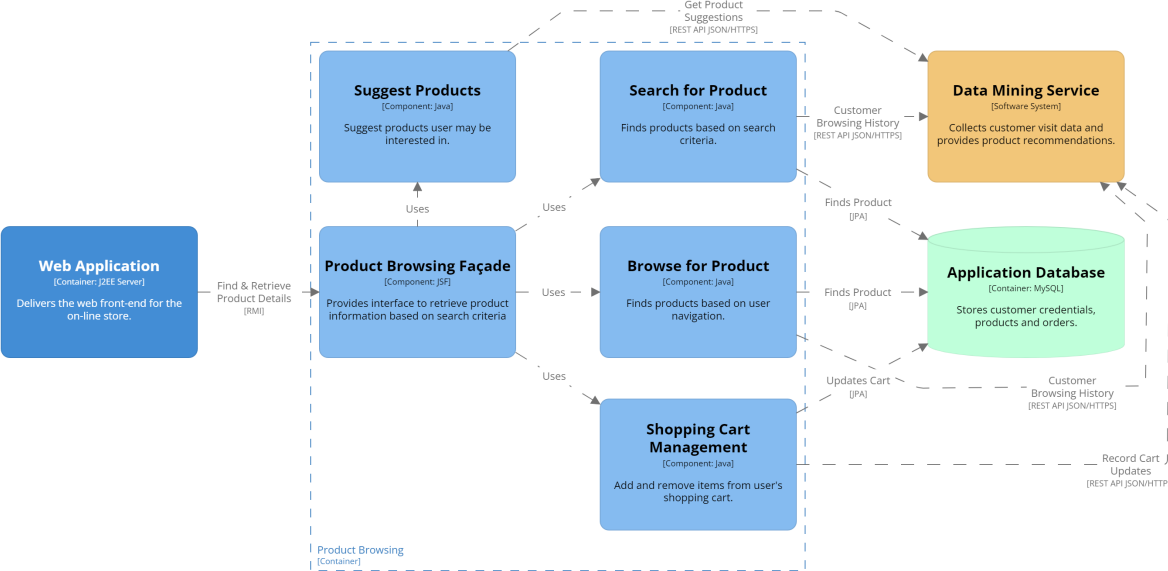 Get Product
Suggestions
[REST API JSON/HTTPS]
Suggest Products
[Component: Java]
Suggest products user may be
interested in.
Search for Product
[Component: Java]
Finds products based on search
criteria.
Customer
Browsing History
[REST API JSON/HTTPS]
Data Mining Service
[Software System]
Collects customer visit data and
provides product recommendations.
Uses
Uses
Finds Product
[JPA]
Web Application
[Container: J2EE Server]
Delivers the web front-end for the
on-line store.
Find & Retrieve
Product Details
[RMI]
Product Browsing Façade
[Component: JSF]
Provides interface to retrieve product
information based on search criteria
Uses
Browse for Product
[Component: Java]
Finds products based on user
navigation.
Finds Product
[JPA]
Application Database
[Container: MySQL]
Stores customer credentials,
products and orders.
Uses
Updates Cart
[JPA]
Customer
Browsing History
[REST API JSON/HTTPS]
Shopping Cart
Management
[Component: Java]
Add and remove items from user's
shopping cart.
Record Cart
Updates
[REST API JSON/HTTP
Product Browsing
[Container]